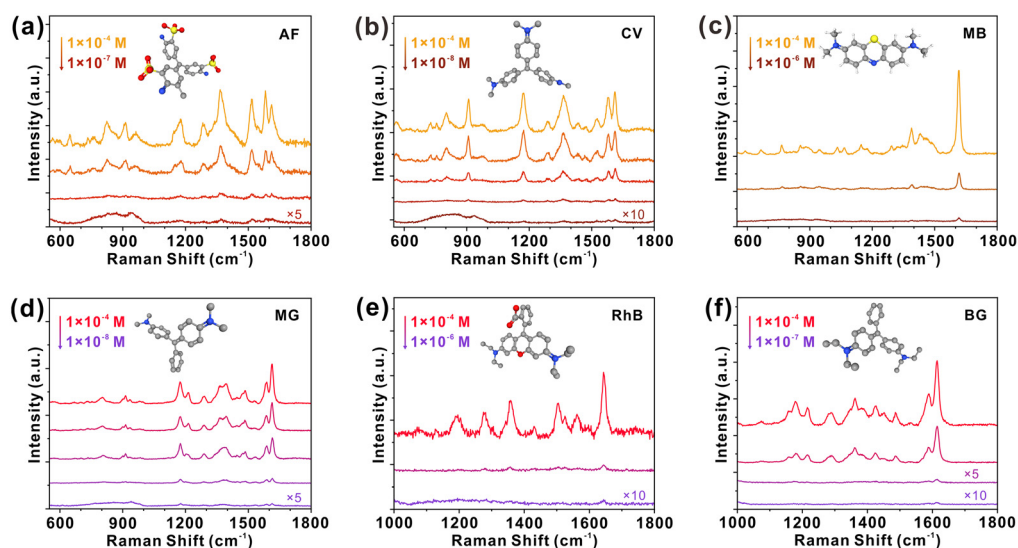 (a)
AF
1×10⁻⁴ M
1×10⁻⁷ M
×5
Intensity (a.u.)
600 900 1200 1500 1800
Raman Shift (cm⁻¹)
(b)
CV
1×10⁻⁴ M
1×10⁻⁸ M
×10
Intensity (a.u.)
600 900 1200 1500 1800
Raman Shift (cm⁻¹)
(c)
MB
1×10⁻⁴ M
1×10⁻⁶ M
Intensity (a.u.)
600 900 1200 1500 1800
Raman Shift (cm⁻¹)
(d)
MG
1×10⁻⁴ M
1×10⁻⁸ M
×5
Intensity (a.u.)
600 900 1200 1500 1800
Raman Shift (cm⁻¹)
(e)
RhB
1×10⁻⁴ M
1×10⁻⁶ M
×10
Intensity (a.u.)
1000 1200 1400 1600 1800
Raman Shift (cm⁻¹)
(f)
BG
1×10⁻⁴ M
1×10⁻⁷ M
×5
×10
Intensity (a.u.)
1000 1200 1400 1600 1800
Raman Shift (cm⁻¹)